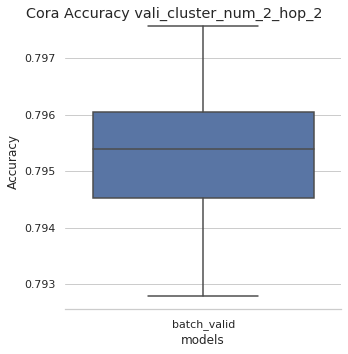 Cora Accuracy vali_cluster_num_2_hop_2
0.797
0.796
0.795
0.794
0.793
Accuracy
batch_valid
models